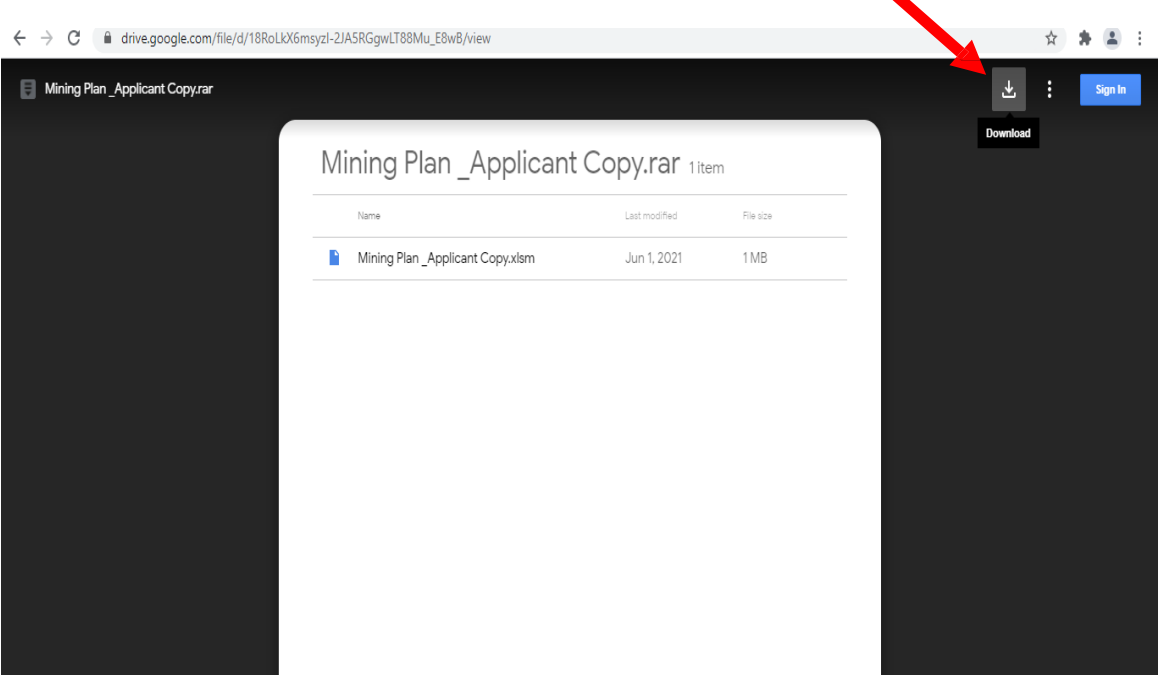 drive.google.com/file/d/18RoLkX6msyzI-2JA5RGgwLT88Mu_E8wB/view
Mining Plan _Applicant Copy.rar
Sign In
Download
Mining Plan _Applicant Copy.rar 1 item
Name Last modified File size
Mining Plan _Applicant Copy.xlsm Jun 1, 2021 1 MB